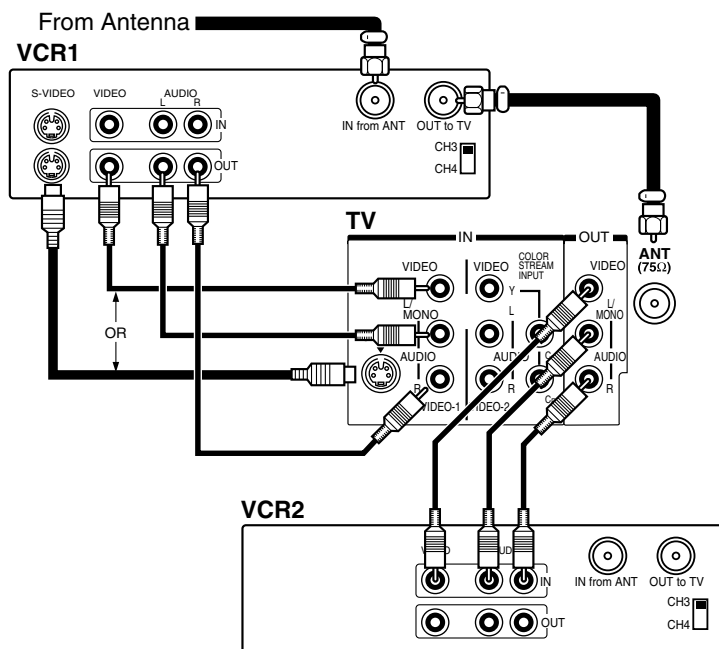 From Antenna
VCR1
S-VIDEO
VIDEO
AUDIO
L
R
IN
OUT
IN from ANT
OUT to TV
CH3
CH4
TV
IN
OUT
ANT
(75Ω)
VIDEO
VIDEO
COLOR
STREAM
INPUT
VIDEO
Y
L/
MONO
L
L/
MONO
OR
AUDIO
AUDIO
AUDIO
R
R
R
VIDEO-1
VCR2
IN
OUT
IN from ANT
OUT to TV
CH3
CH4